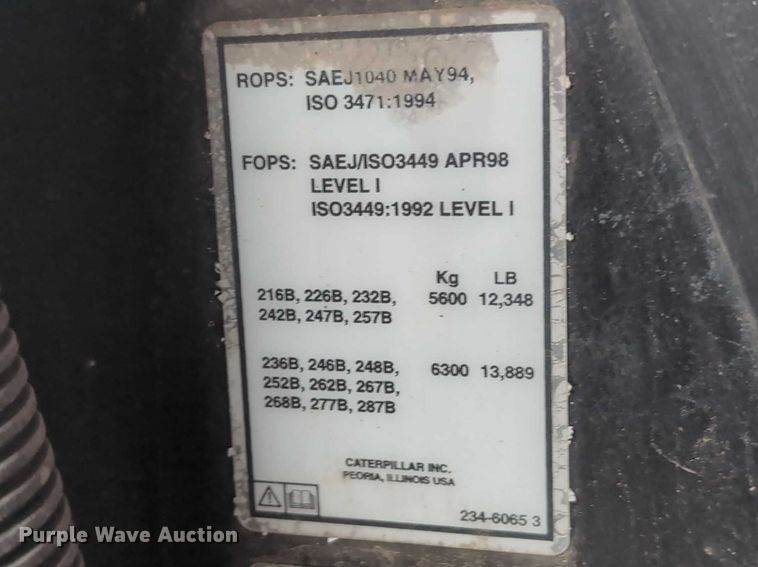 ROPS: SAEJ1040 MAY94,
ISO 3471:1994
FOPS: SAEJ/ISO3449 APR98
LEVEL I
ISO3449:1992 LEVEL I
Kg LB
216B, 226B, 232B, 5600 12,348
242B, 247B, 257B
236B, 246B, 248B, 6300 13,889
252B, 262B, 267B,
268B, 277B, 287B
CATERPILLAR INC.
PEORIA, ILLINOIS USA
234-6065 3
Purple Wave Auction